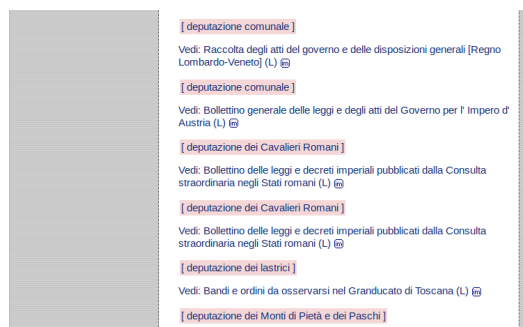 [ deputazione comunale ]
Vedi: Raccolta degli atti del governo e delle disposizioni generali [Regno
Lombardo-Veneto] (L) m
[ deputazione comunale ]
Vedi: Bollettino generale delle leggi e degli atti del Governo per l' Impero d'
Austria (L) m
[ deputazione dei Cavalieri Romani ]
Vedi: Bollettino delle leggi e decreti imperiali pubblicati dalla Consulta
straordinaria negli Stati romani (L) m
[ deputazione dei Cavalieri Romani ]
Vedi: Bollettino delle leggi e decreti imperiali pubblicati dalla Consulta
straordinaria negli Stati romani (L) m
[ deputazione dei lastrici ]
Vedi: Bandi e ordini da osservarsi nel Granducato di Toscana (L) m
[ deputazione dei Monti di Pietà e dei Paschi ]